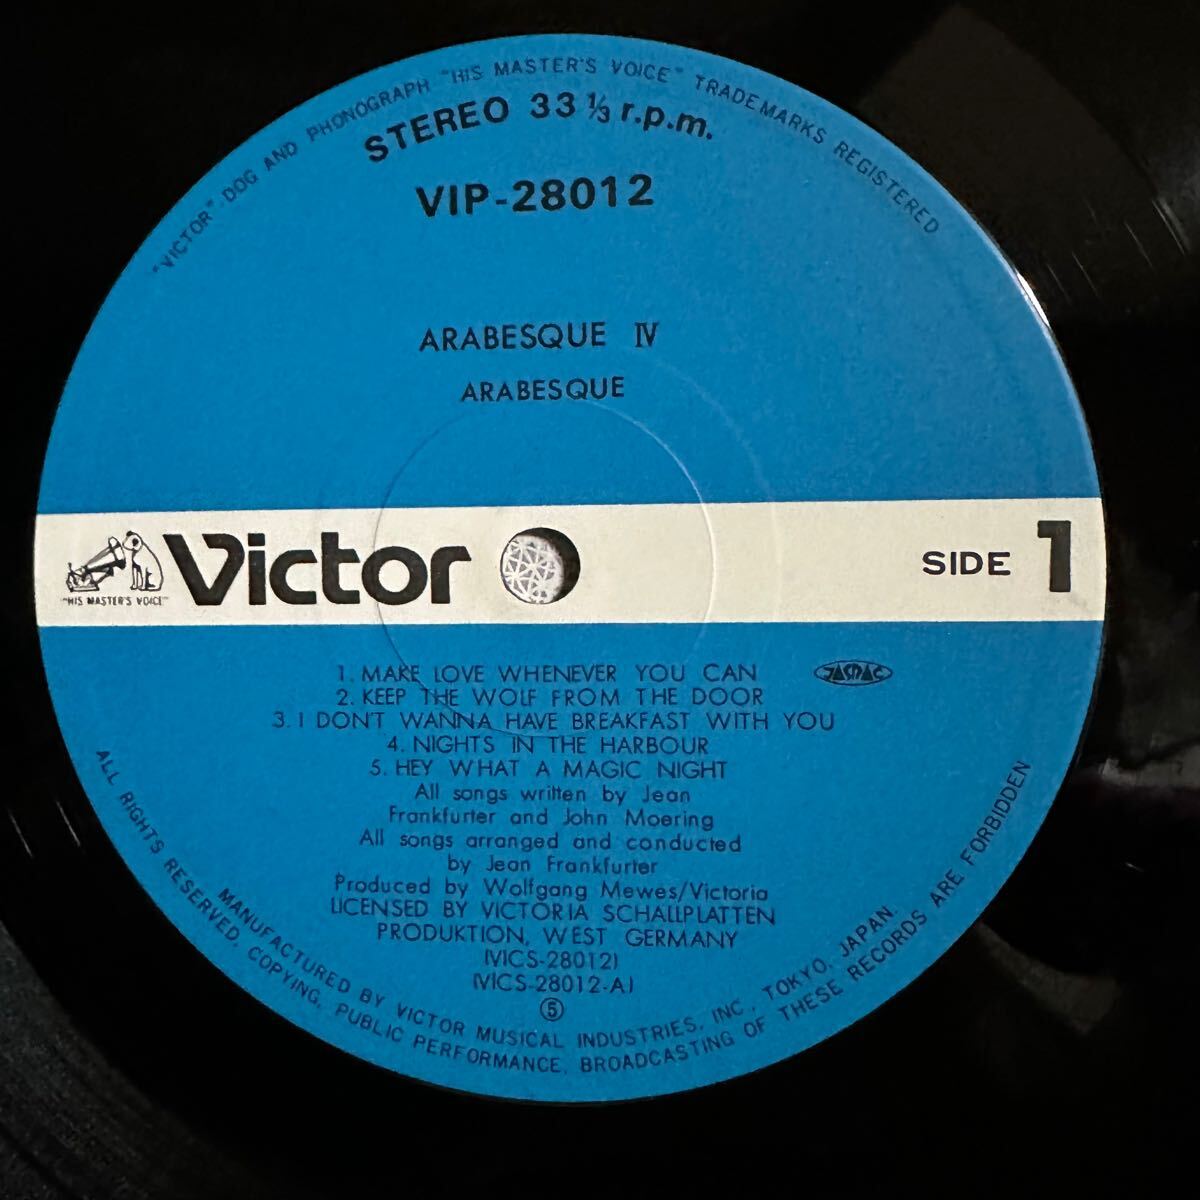 "VICTOR" DOG AND PHONOGRAPH "HIS MASTER'S VOICE" TRADEMARKS REGISTERED
STEREO 33 1/3 r.p.m.
VIP-28012
ARABESQUE IV
ARABESQUE
"HIS MASTER'S VOICE"
Victor
SIDE 1
1. MAKE LOVE WHENEVER YOU CAN
JASRAC
2. KEEP THE WOLF FROM THE DOOR
3. I DON'T WANNA HAVE BREAKFAST WITH YOU
4. NIGHTS IN THE HARBOUR
5. HEY WHAT A MAGIC NIGHT
All songs written by Jean
Frankfurter and John Moering
All songs arranged and conducted
by Jean Frankfurter
Produced by Wolfgang Mewes/Victoria
LICENSED BY VICTORIA SCHALLPLATTEN
PRODUKTION, WEST GERMANY
(VICS-28012)
(VICS-28012-A)
⑤
MANUFACTURED BY VICTOR MUSICAL INDUSTRIES, INC., TOKYO, JAPAN.
ALL RIGHTS RESERVED. COPYING, PUBLIC PERFORMANCE, BROADCASTING OF THESE RECORDS ARE FORBIDDEN